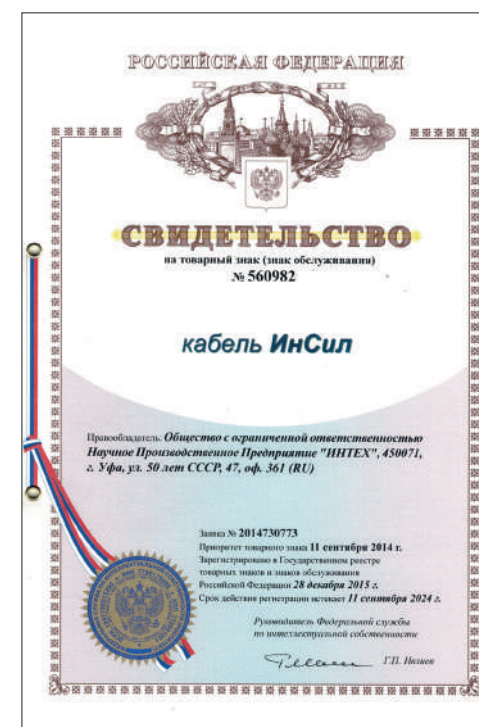 РОССИЙСКАЯ ФЕДЕРАЦИЯ
СВИДЕТЕЛЬСТВО
на товарный знак (знак обслуживания)
№ 560982
кабель ИнСил
Правообладатель: Общество с ограниченной ответственностью
Научное Производственное Предприятие "ИНТЕХ", 450071,
г. Уфа, ул. 50 лет СССР, 47, оф. 361 (RU)
Заявка № 2014730773
Приоритет товарного знака 11 сентября 2014 г.
Зарегистрировано в Государственном реестре
товарных знаков и знаков обслуживания
Российской Федерации 28 декабря 2015 г.
Срок действия регистрации истекает 11 сентября 2024 г.
Руководитель Федеральной службы
по интеллектуальной собственности
Г.П. Ивлиев